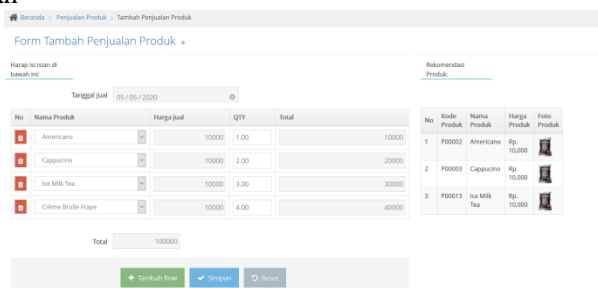 Beranda > Penjualan Produk > Tambah Penjualan Produk
Form Tambah Penjualan Produk »
Harap isi isian di
bawah ini:
Tanggal Jual 05 / 05 / 2020
No Nama Produk Harga Jual QTY Total
Americano 10000 1.00 10000
Cappucino 10000 2.00 20000
Ice Milk Tea 10000 3.00 30000
Crème Brulle Frape 10000 4.00 40000
Total 100000
+ Tambah Row Simpan Reset
Rekomendasi
Produk:
No Kode Produk Nama Produk Harga Produk Foto Produk
1 P00002 Americano Rp. 10,000
2 P00003 Cappucino Rp. 10,000
3 P00013 Ice Milk Tea Rp. 10,000